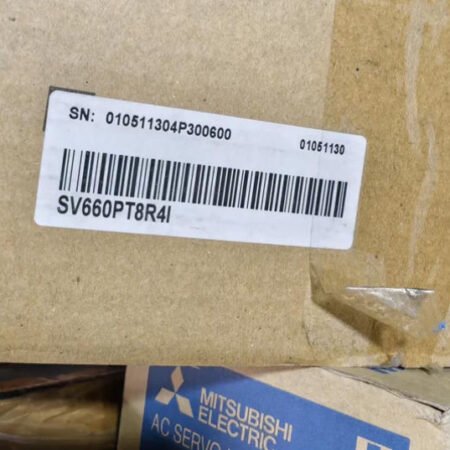 SN: 010511304P300600
01051130
SV660PT8R4I
MITSUBISHI
ELECTRIC
AC SERVO